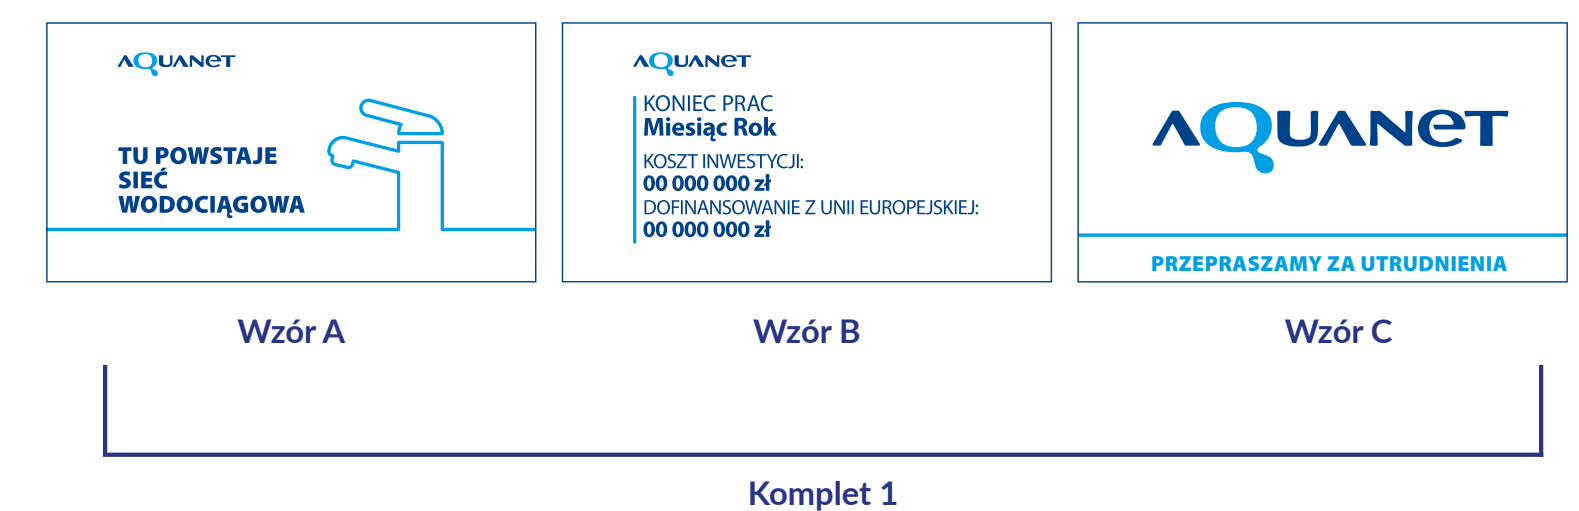 AQUANET
TU POWSTAJE
SIEĆ
WODOCIĄGOWA
Wzór A
AQUANET
KONIEC PRAC
Miesiąc Rok
KOSZT INWESTYCJI:
00 000 000 zł
DOFINANSOWANIE Z UNII EUROPEJSKIEJ:
00 000 000 zł
Wzór B
AQUANET
PRZEPRASZAMY ZA UTRUDNIENIA
Wzór C
Komplet 1